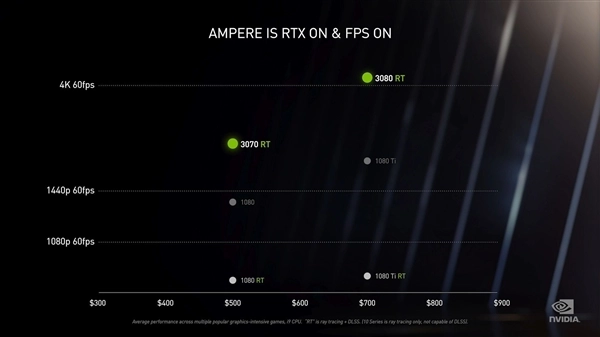 AMPERE IS RTX ON & FPS ON
3080 RT
4K 60fps
3070 RT
1080 Ti
1440p 60fps
1080
1080p 60fps
1080 Ti RT
1080 RT
$300 $400 $500 $600 $700 $800 $900
Average performance across multiple popular graphics-intensive games, i9 CPU. "RT" is ray tracing + DLSS. (10 Series is ray tracing only, not capable of DLSS).
NVIDIA.